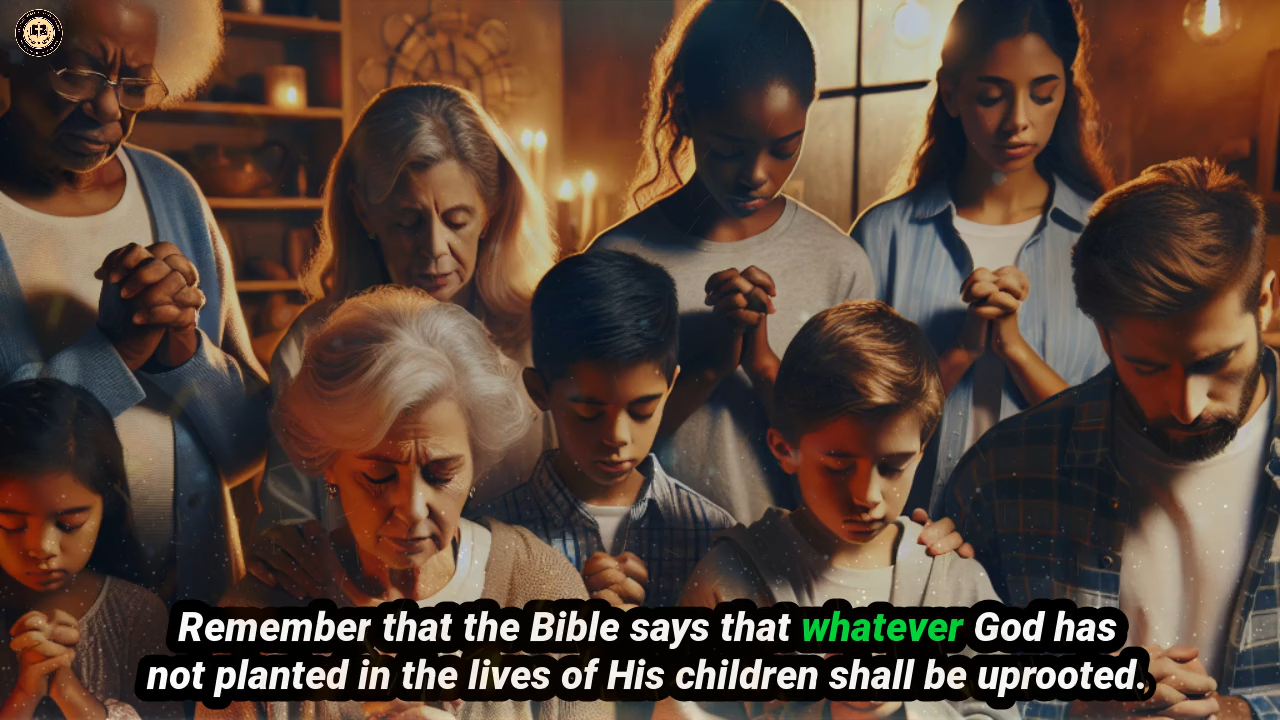 Remember that the Bible says that whatever God has
not planted in the lives of His children shall be uprooted.